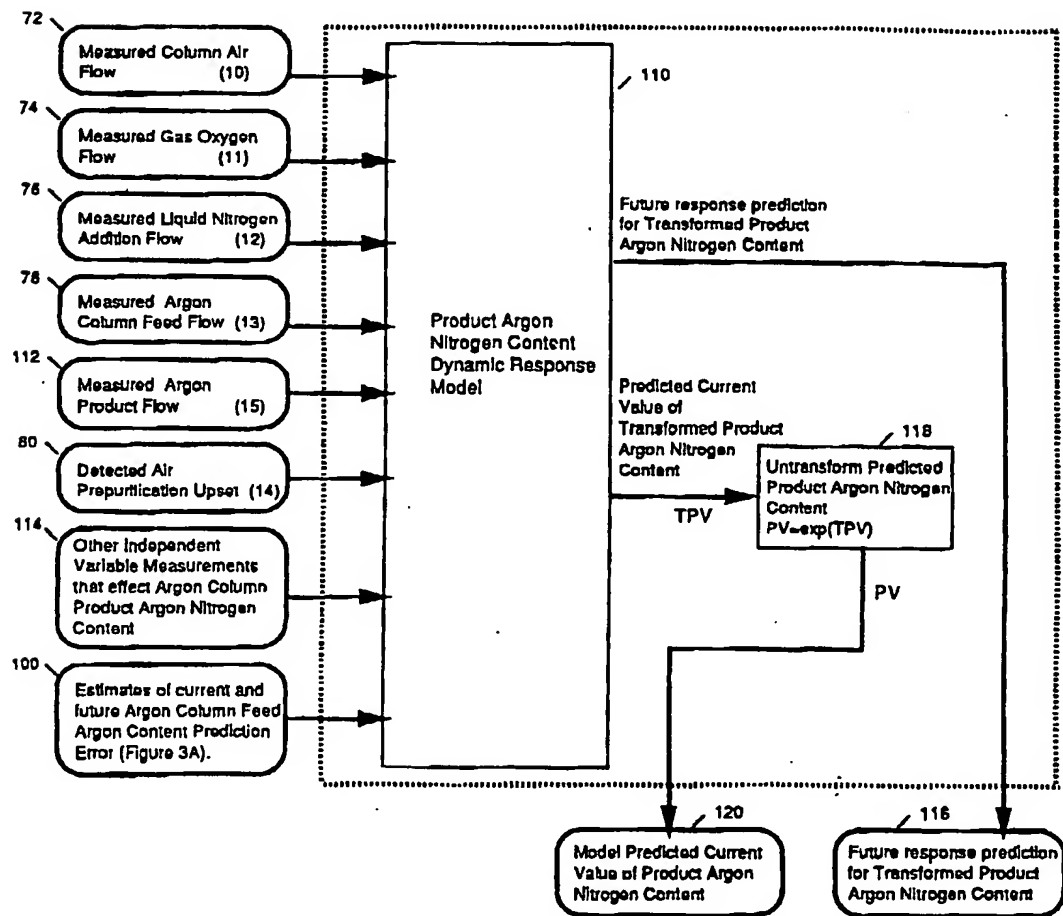 72
Measured Column Air
Flow (10)
74
Measured Gas Oxygen
Flow (11)
76
Measured Liquid Nitrogen
Addition Flow (12)
78
Measured Argon
Column Feed Flow (13)
112
Measured Argon
Product Flow (15)
80
Detected Air
Prepurification Upset (14)
114
Other Independent
Variable Measurements
that effect Argon Column
Product Argon Nitrogen
Content
100
Estimates of current and
future Argon Column Feed
Argon Content Prediction
Error (Figure 3A).
110
Product Argon
Nitrogen Content
Dynamic Response
Model
Future response prediction
for Transformed Product
Argon Nitrogen Content
Predicted Current
Value of
Transformed Product
Argon Nitrogen
Content
TPV
118
Untransform Predicted
Product Argon Nitrogen
Content
PV=exp(TPV)
PV
120
Model Predicted Current
Value of Product Argon
Nitrogen Content
116
Future response prediction
for Transformed Product
Argon Nitrogen Content